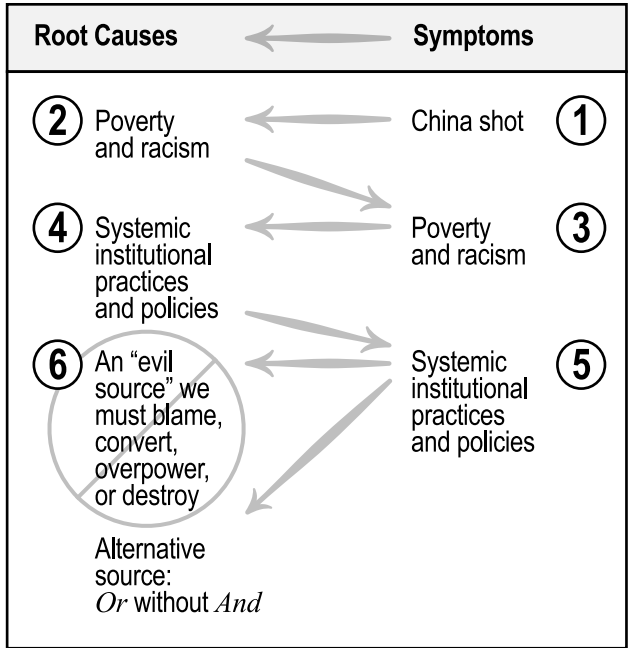 Root Causes
Symptoms
2
Poverty
and racism
China shot
1
4
Systemic
institutional
practices
and policies
Poverty
and racism
3
6
An “evil
source” we
must blame,
convert,
overpower,
or destroy
Systemic
institutional
practices
and policies
5
Alternative
source:
Or without And